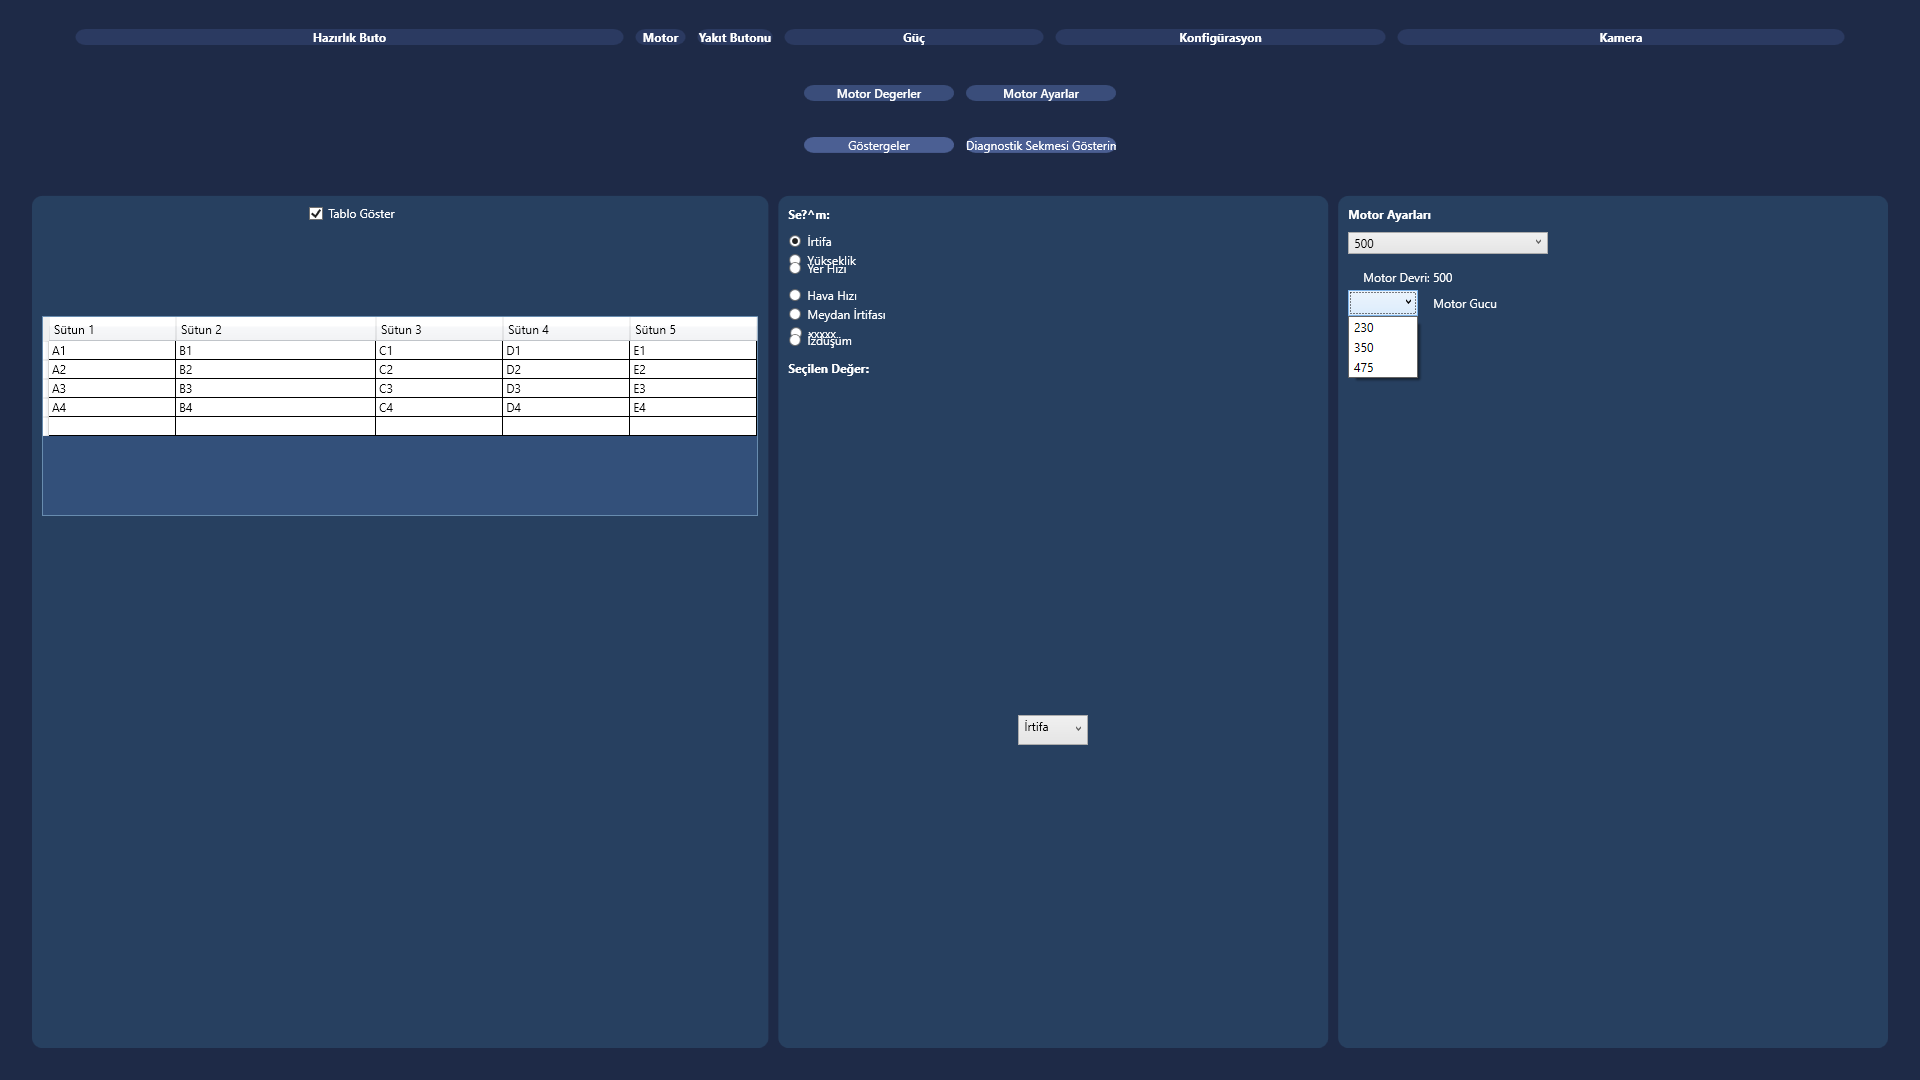 Hazırlık Buto Motor Yakıt Butonu Güç Konfigürasyon Kamera
Motor Degerler Motor Ayarlar
Göstergeler Diagnostik Sekmesi Gösterin
Tablo Göster
Sütun 1 Sütun 2 Sütun 3 Sütun 4 Sütun 5
A1 B1 C1 D1 E1
A2 B2 C2 D2 E2
A3 B3 C3 D3 E3
A4 B4 C4 D4 E4
Se?^m:
İrtifa
Yükseklik
Yer Hızı
Hava Hızı
Meydan İrtifası
xxxxx
İzdüşüm
Seçilen Değer:
İrtifa
Motor Ayarları
500
Motor Devri: 500
Motor Gucu
230
350
475